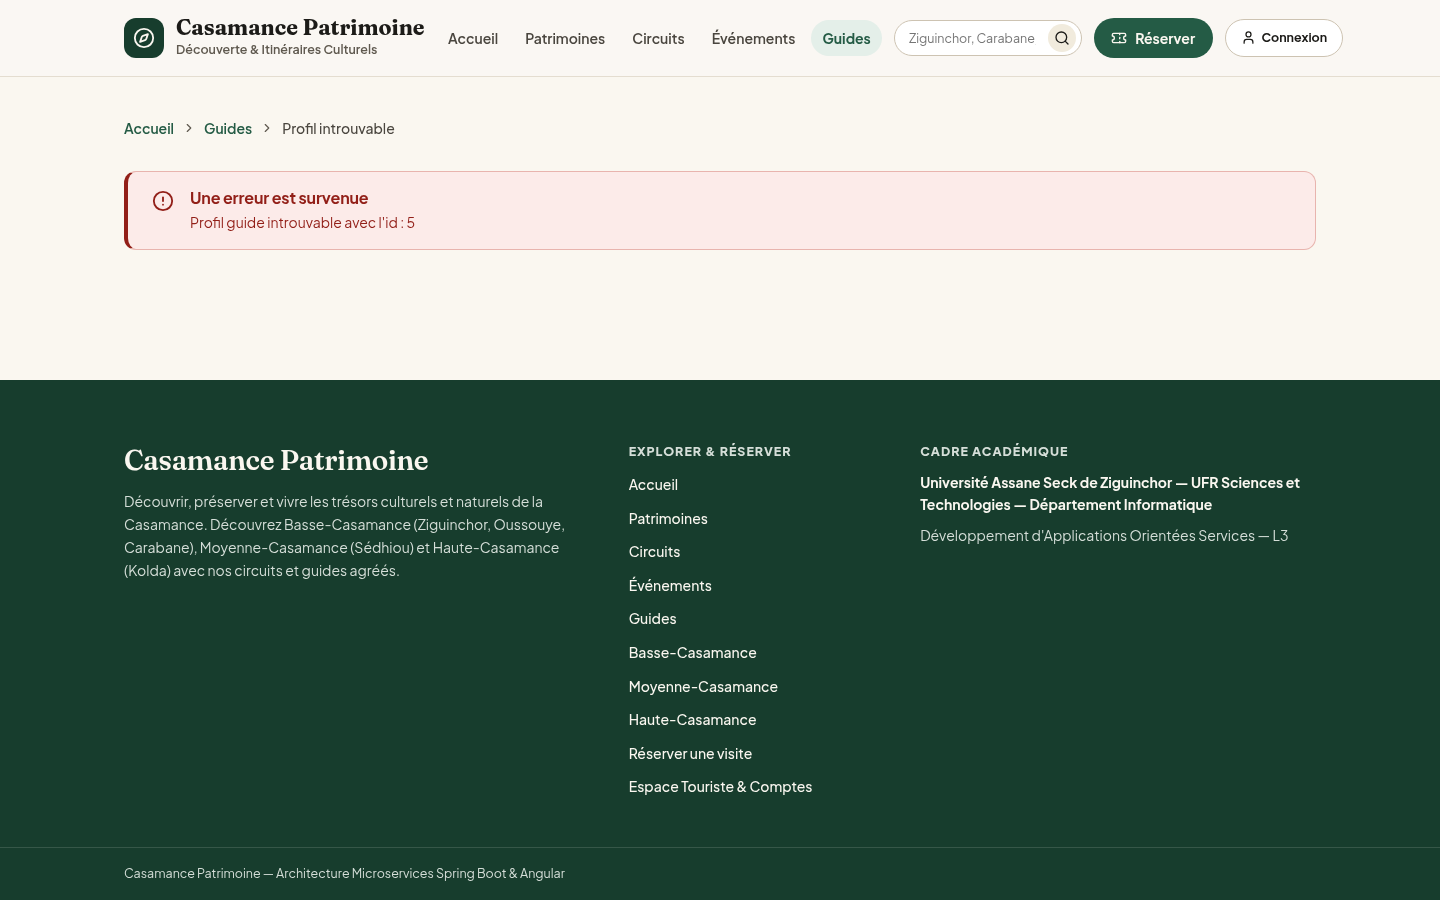 Casamance Patrimoine
Découverte & Itinéraires Culturels
Accueil
Patrimoines
Circuits
Événements
Guides
Ziguinchor, Carabane
Réserver
Connexion
Accueil
Guides
Profil introuvable
Une erreur est survenue
Profil guide introuvable avec l'id : 5
Casamance Patrimoine
Découvrir, préserver et vivre les trésors culturels et naturels de la
Casamance. Découvrez Basse-Casamance (Ziguinchor, Oussouye,
Carabane), Moyenne-Casamance (Sédhiou) et Haute-Casamance
(Kolda) avec nos circuits et guides agréés.
EXPLORER & RÉSERVER
Accueil
Patrimoines
Circuits
Événements
Guides
Basse-Casamance
Moyenne-Casamance
Haute-Casamance
Réserver une visite
Espace Touriste & Comptes
CADRE ACADÉMIQUE
Université Assane Seck de Ziguinchor — UFR Sciences et
Technologies — Département Informatique
Développement d'Applications Orientées Services — L3
Casamance Patrimoine — Architecture Microservices Spring Boot & Angular